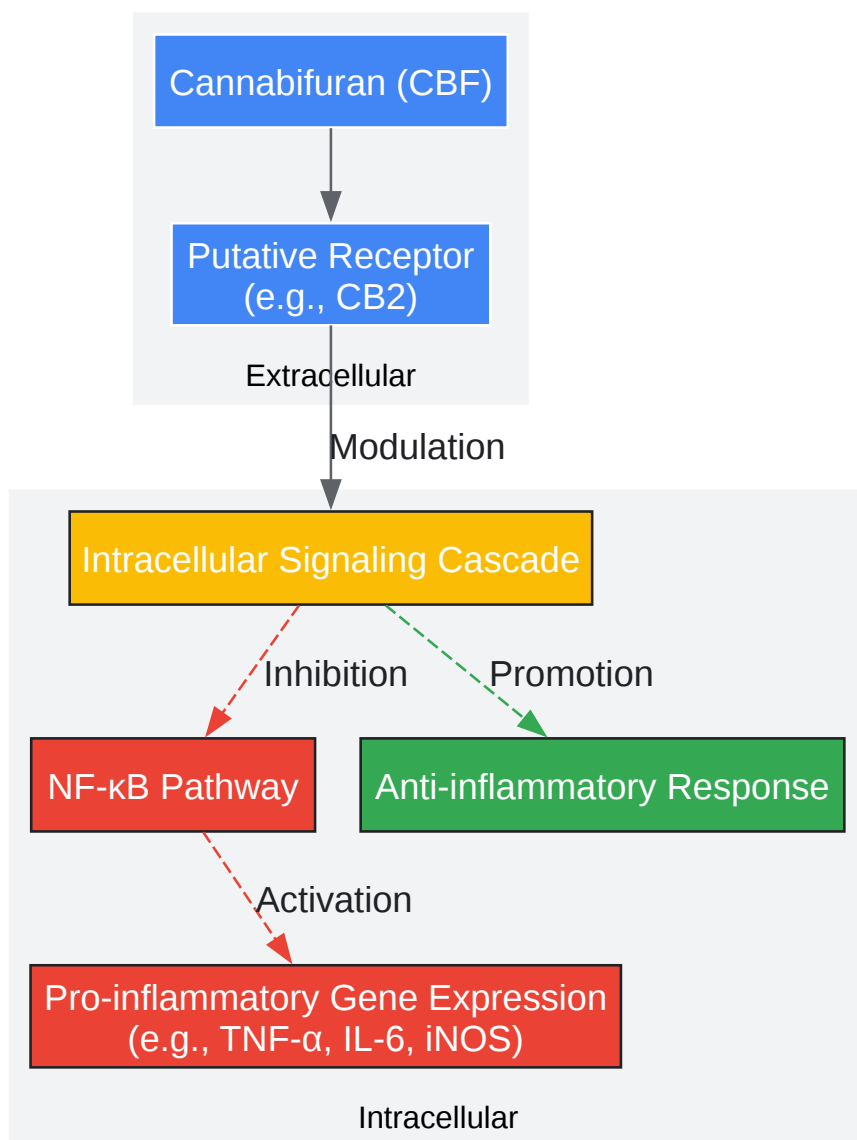 Cannabifuran (CBF)
Putative Receptor
(e.g., CB2)
Extracellular
Modulation
Intracellular Signaling Cascade
Inhibition
Promotion
NF-κB Pathway
Anti-inflammatory Response
Activation
Pro-inflammatory Gene Expression
(e.g., TNF-α, IL-6, iNOS)
Intracellular